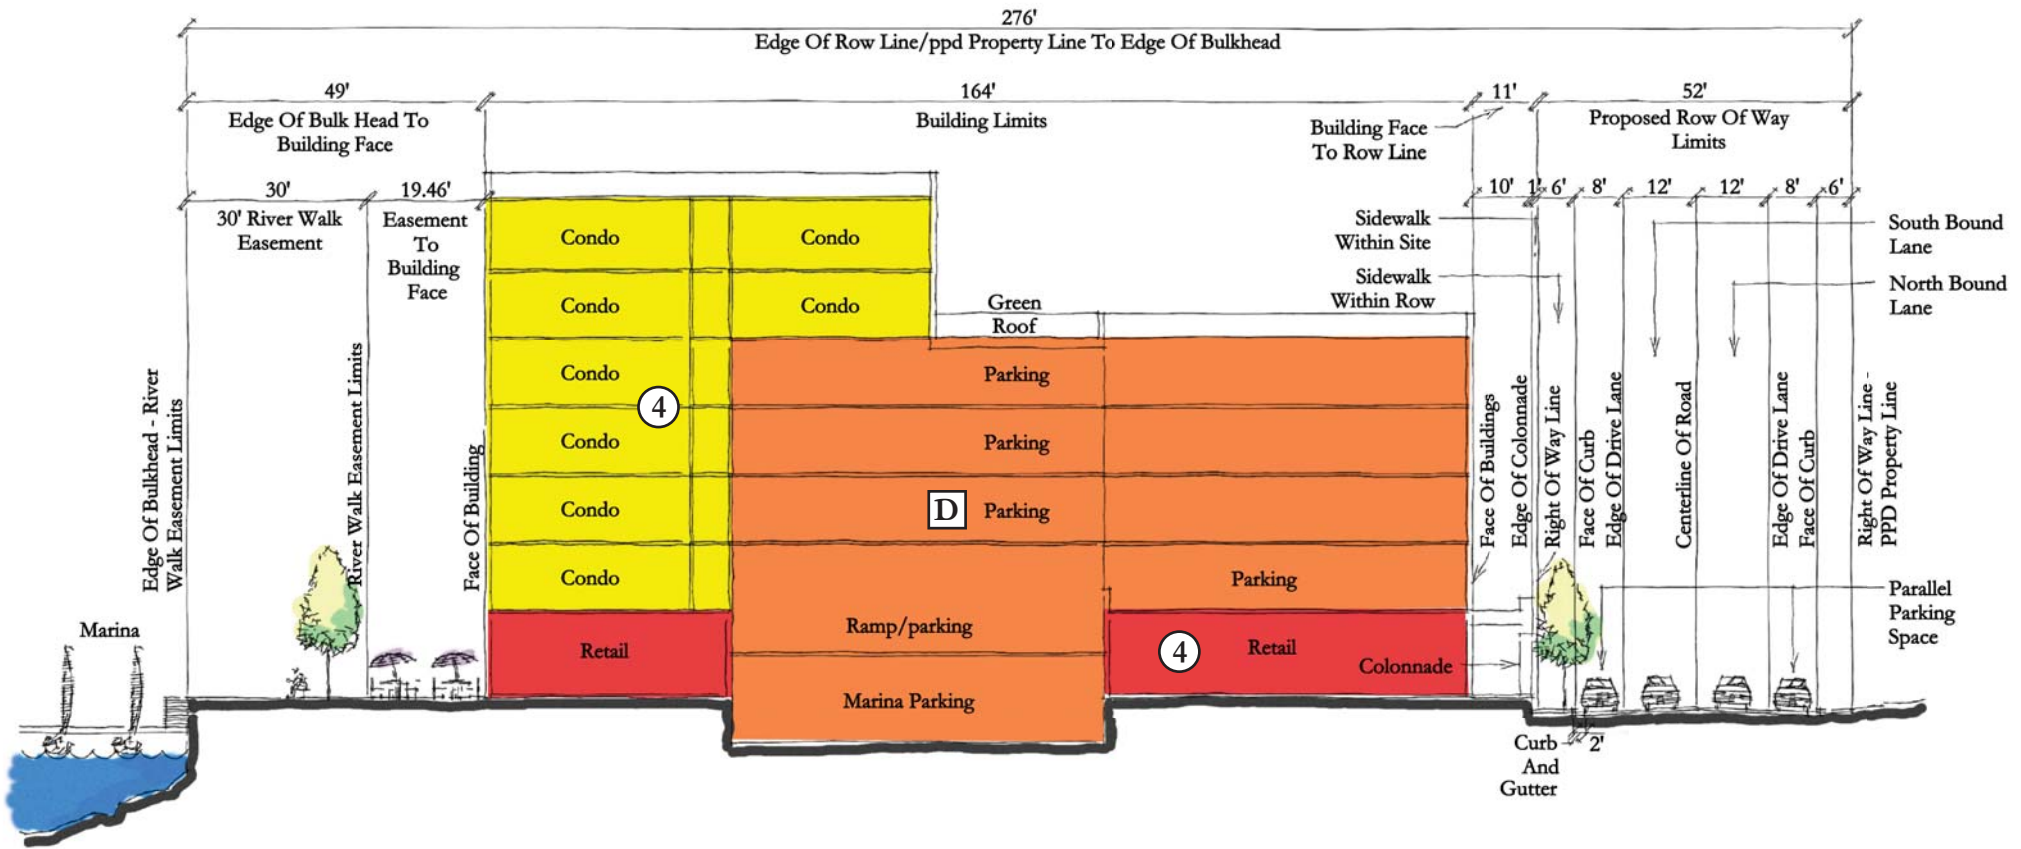 276'
Edge Of Row Line/ppd Property Line To Edge Of Bulkhead
49'
164'
11'
52'
Edge Of Bulk Head To
Building Face
Building Limits
Building Face
To Row Line
Proposed Row Of Way
Limits
30'
19.46'
10'
1'
6'
8'
12'
12'
8'
6'
30' River Walk
Easement
Easement
To
Building
Face
Sidewalk
Within Site
Sidewalk
Within Row
South Bound
Lane
North Bound
Lane
Condo
Condo
Condo
Condo
Green
Roof
Condo
Parking
4
Condo
Parking
Condo
D
Parking
Condo
Parking
Ramp/parking
Retail
4
Retail
Colonnade
Marina Parking
Marina
Edge Of Bulkhead - River
Walk Easement Limits
River Walk Easement Limits
Face Of Building
Face Of Buildings
Edge Of Colonnade
Right Of Way Line
Face Of Curb
Edge Of Drive Lane
Centerline Of Road
Edge Of Drive Lane
Face Of Curb
Right Of Way Line -
PPD Property Line
Parallel
Parking
Space
Curb
And
Gutter
2'